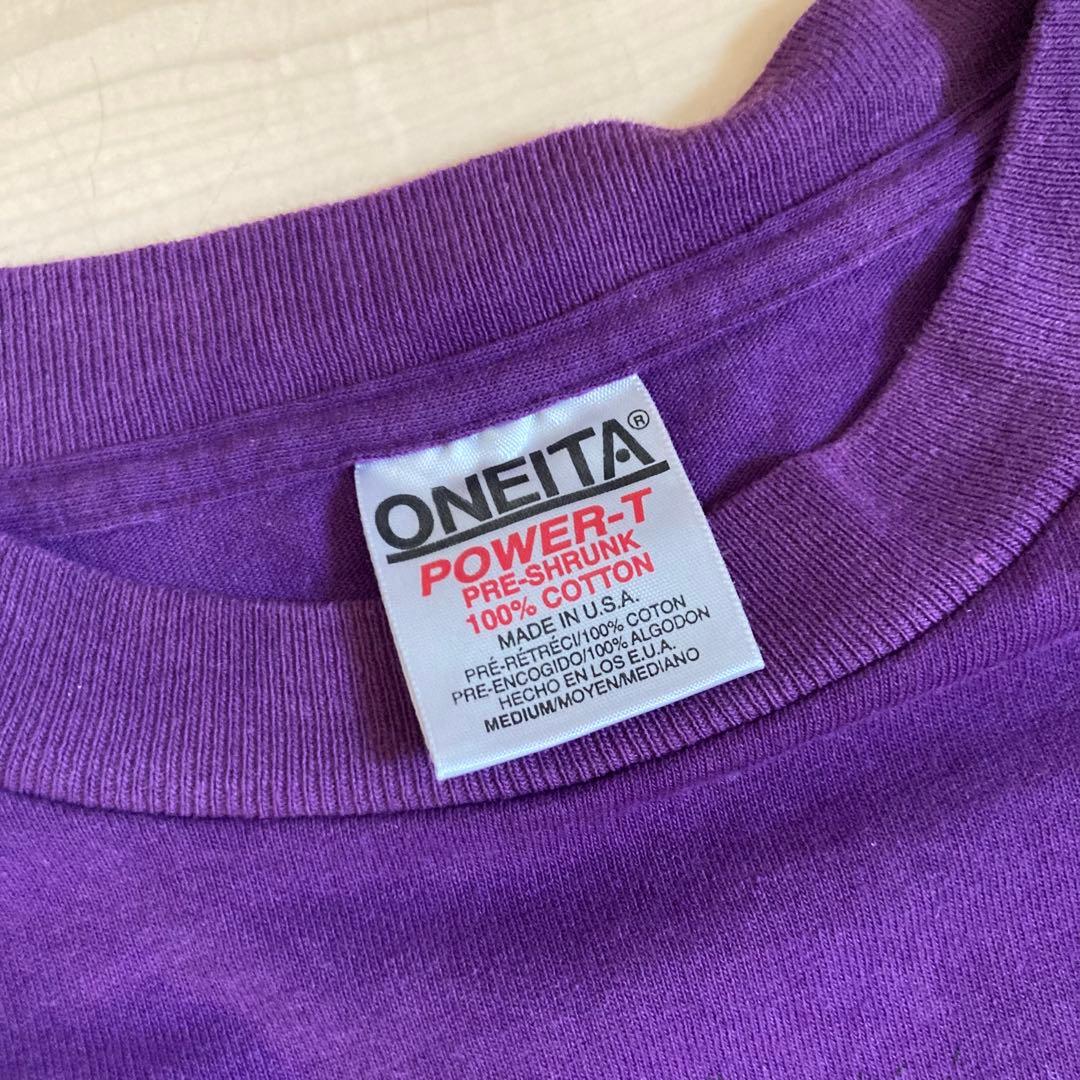 ONEITA®
POWER-T
PRE-SHRUNK
100% COTTON
MADE IN U.S.A.
PRÉ-RÉTRÉCI/100% COTON
PRE-ENCOGIDO/100% ALGODON
HECHO EN LOS E.U.A.
MEDIUM/MOYEN/MEDIANO